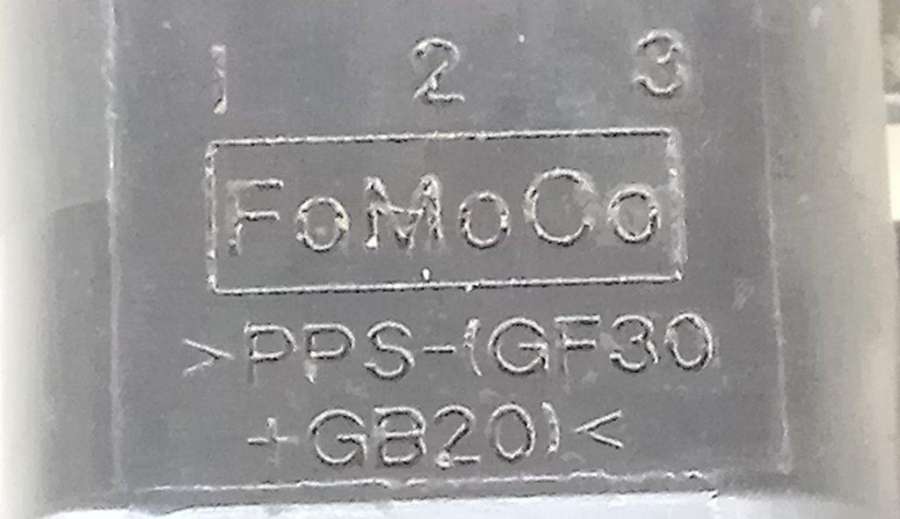 1 2 3
FoMoCo
>PPS-(GF30
+GB20)<